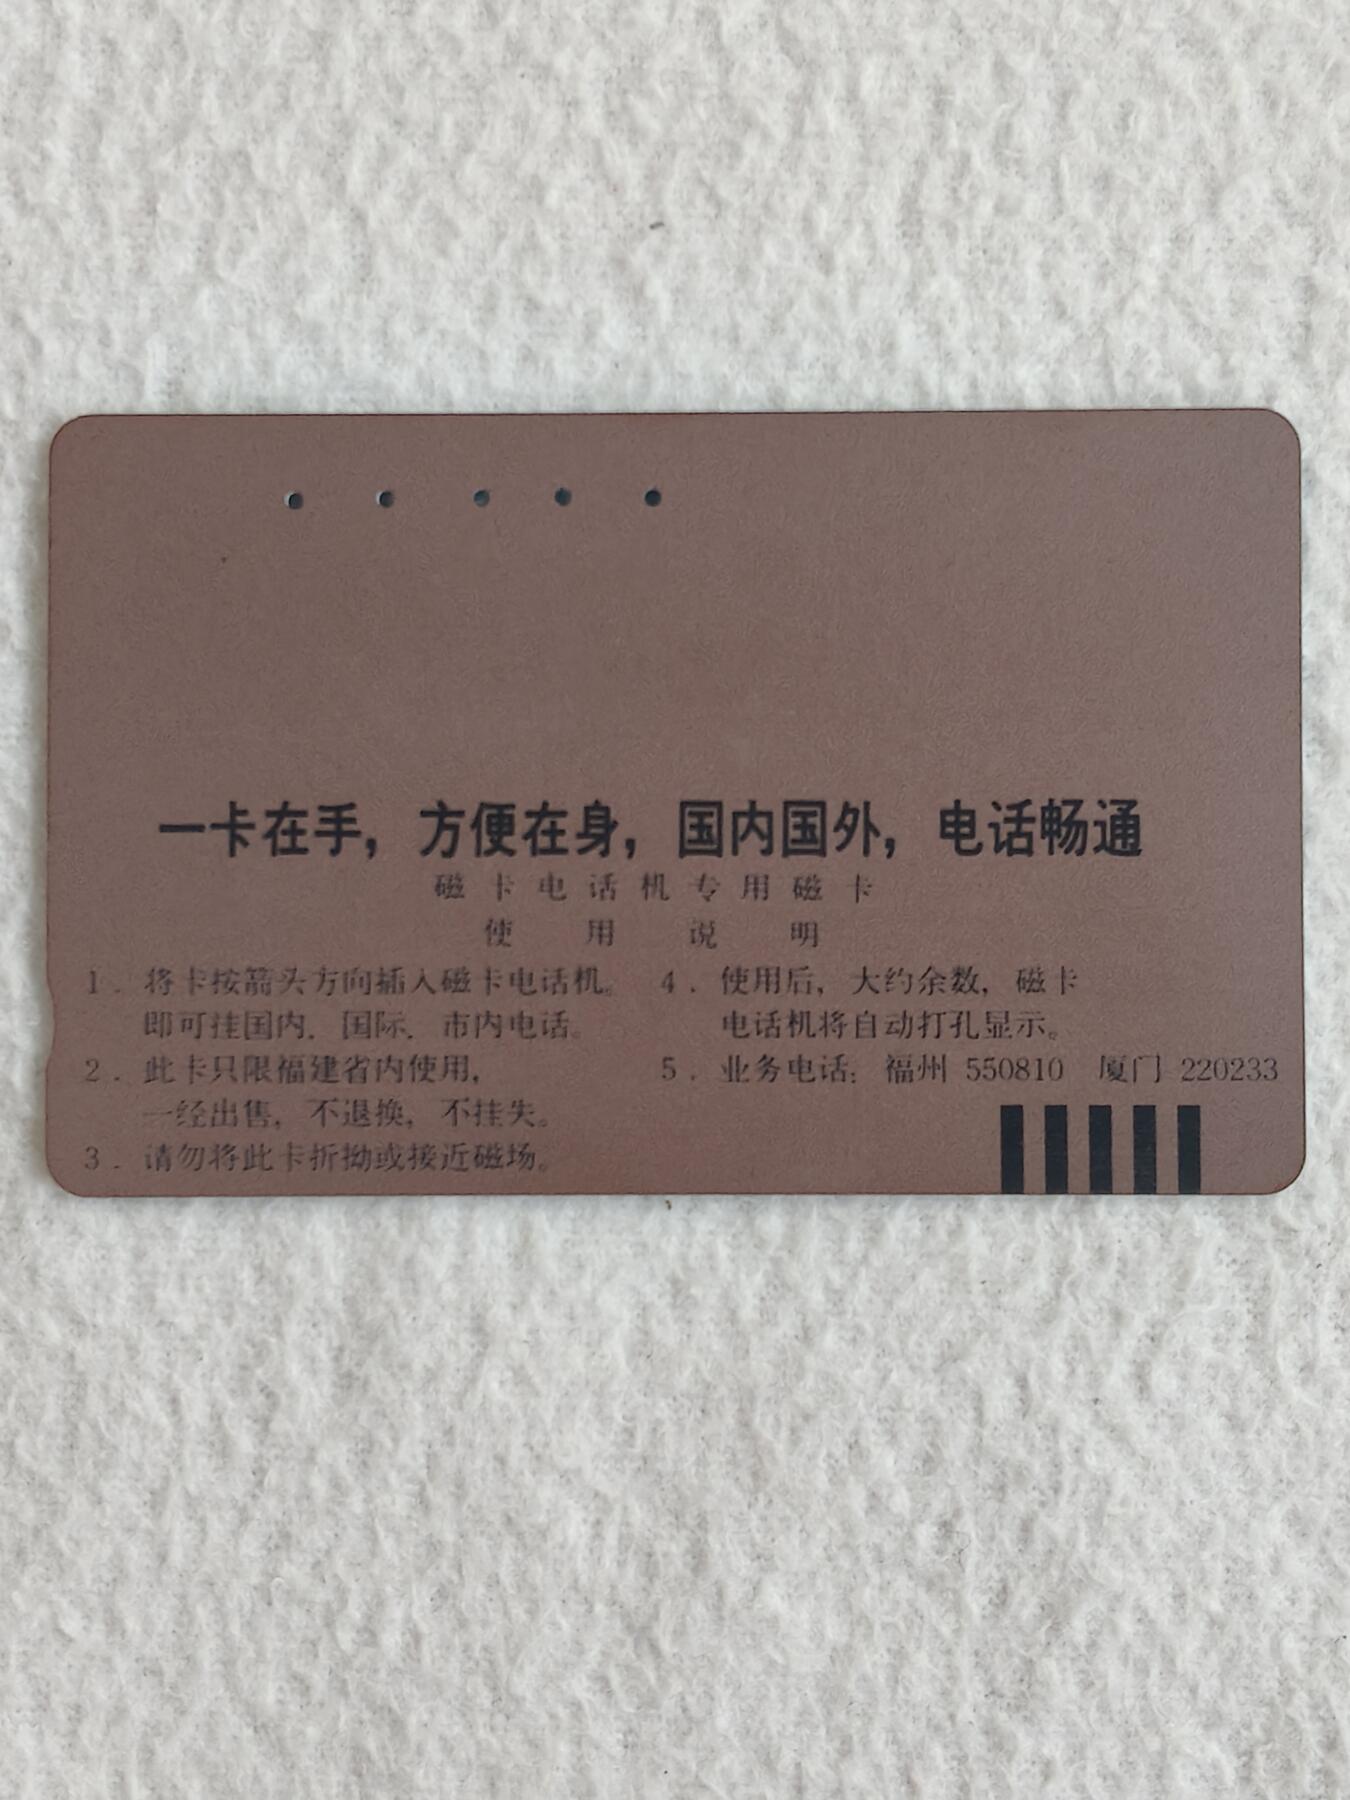 一卡在手，方便在身，国内国外，电话畅通
磁卡电话机专用磁卡
使用说明
1．将卡按箭头方向插入磁卡电话机。
即可挂国内．国际．市内电话。
2．此卡只限福建省内使用，
一经出售，不退换，不挂失。
3．请勿将此卡折拗或接近磁场。
4．使用后，大约余数，磁卡
电话机将自动打孔显示。
5．业务电话：福州 550810 厦门 220233